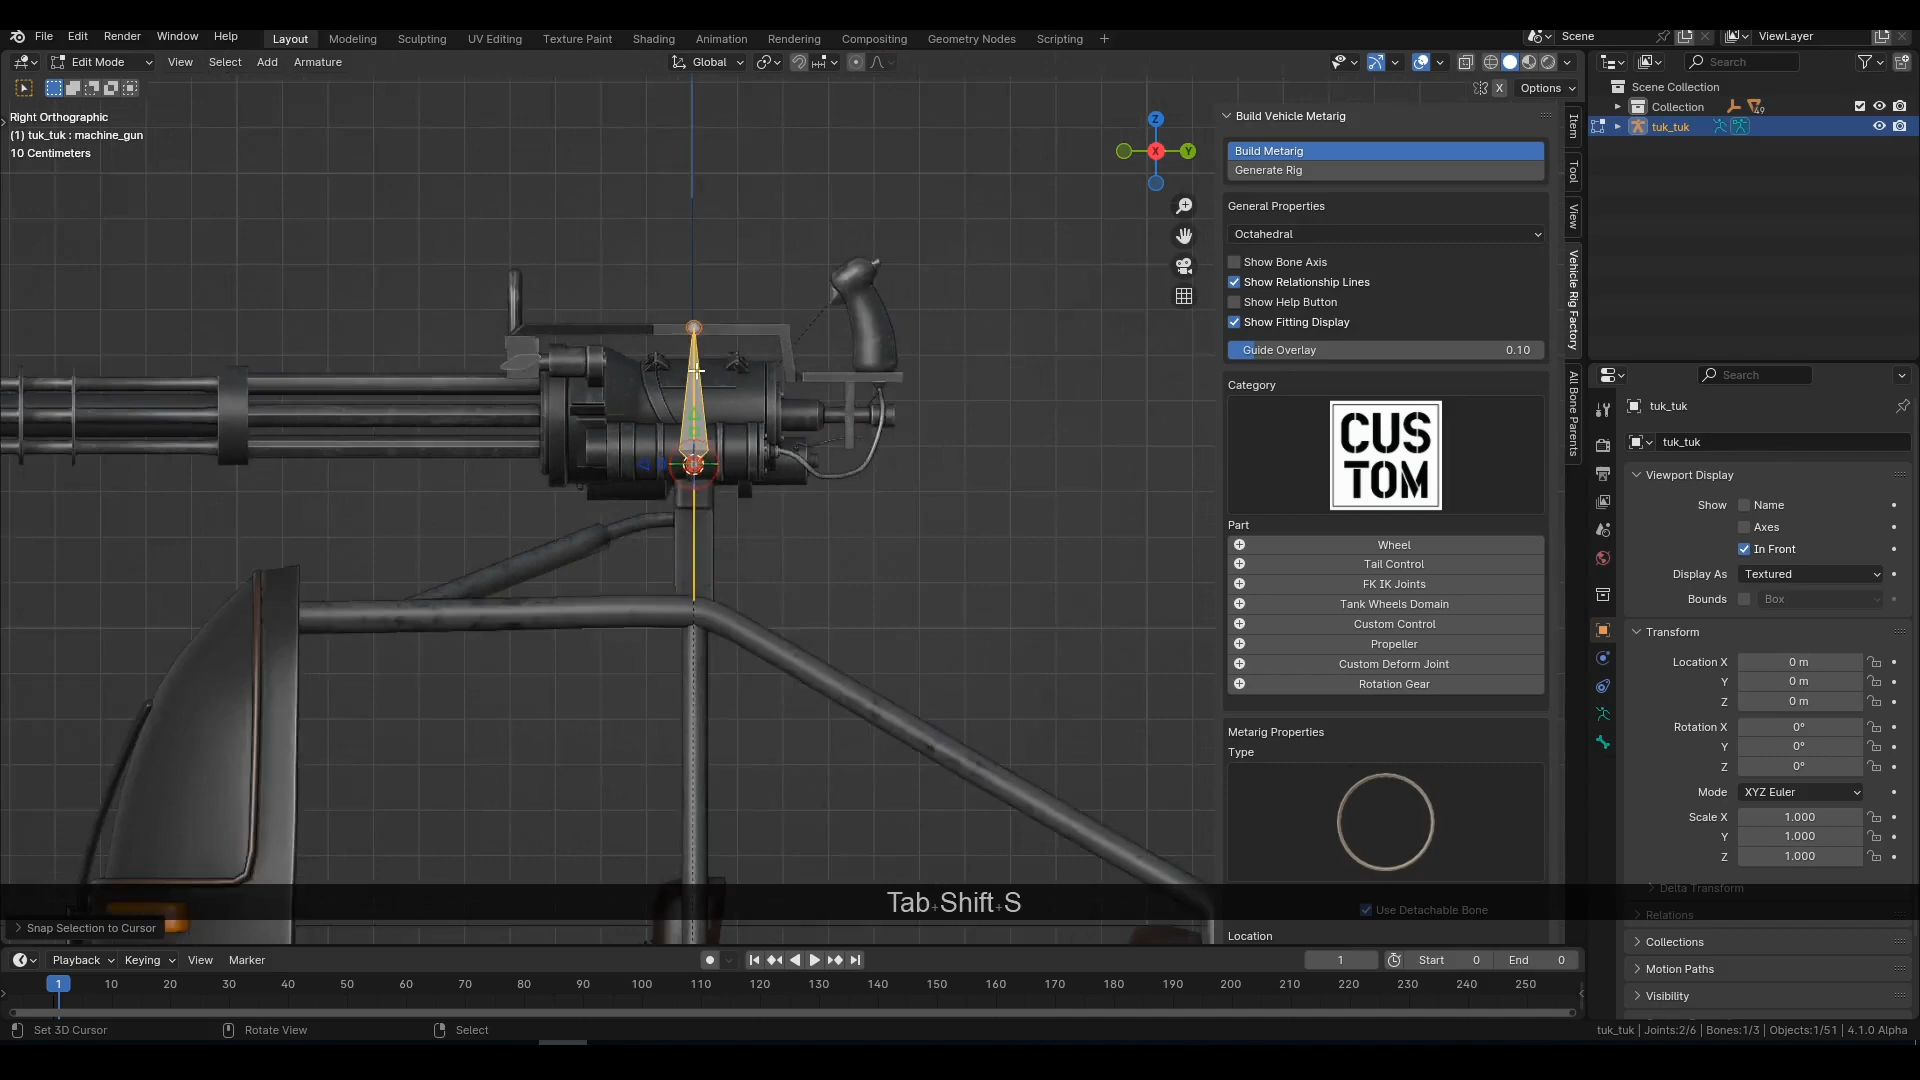 File Edit Render Window Help Layout Modeling Sculpting UV Editing Texture Paint Shading Animation Rendering Compositing Geometry Nodes Scripting + Scene ViewLayer
Edit Mode View Select Add Armature Global Search
X Options
Scene Collection
Collection 49
tuk_tuk
Right Orthographic
(1) tuk_tuk : machine_gun
10 Centimeters
Z
X
Y
Build Vehicle Metarig
Build Metarig
Generate Rig
General Properties
Octahedral
Show Bone Axis
Show Relationship Lines
Show Help Button
Show Fitting Display
Guide Overlay 0.10
Category
CUS
TOM
Part
Wheel
Tail Control
FK IK Joints
Tank Wheels Domain
Custom Control
Propeller
Custom Deform Joint
Rotation Gear
Metarig Properties
Type
Use Detachable Bone
Location
Item
Tool
View
Vehicle Rig Factory
All Bone Parents
Search
tuk_tuk
tuk_tuk
Viewport Display
Show Name
Axes
In Front
Display As Textured
Bounds Box
Transform
Location X 0 m
Y 0 m
Z 0 m
Rotation X 0°
Y 0°
Z 0°
Mode XYZ Euler
Scale X 1.000
Y 1.000
Z 1.000
Delta Transform
Relations
Collections
Motion Paths
Visibility
Tab+Shift+S
Snap Selection to Cursor
Playback Keying View Marker 1 Start 0 End 0
1 10 20 30 40 50 60 70 80 90 100 110 120 130 140 150 160 170 180 190 200 210 220 230 240 250
Set 3D Cursor Rotate View Select tuk_tuk | Joints:2/6 | Bones:1/3 | Objects:1/51 | 4.1.0 Alpha